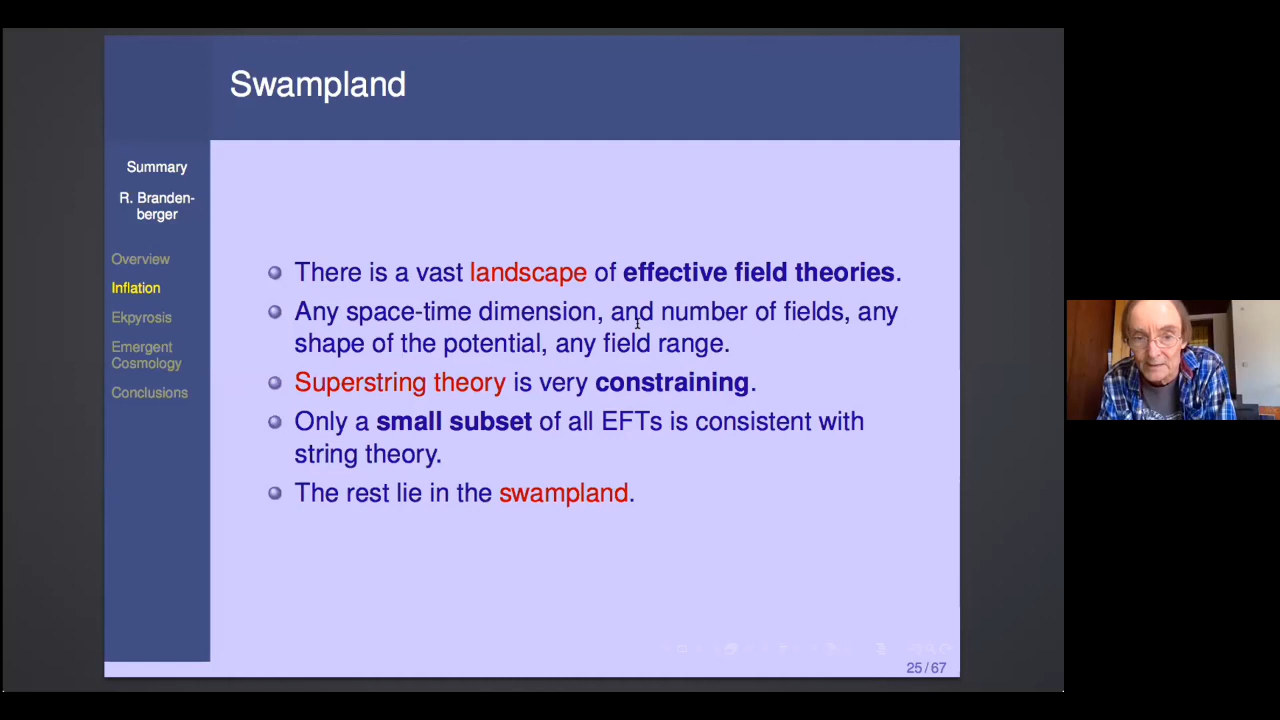 Swampland
Summary
R. Branden-
berger
Overview
Inflation
Ekpyrosis
Emergent
Cosmology
Conclusions
There is a vast landscape of effective field theories.
Any space-time dimension, and number of fields, any
shape of the potential, any field range.
Superstring theory is very constraining.
Only a small subset of all EFTs is consistent with
string theory.
The rest lie in the swampland.
25/67